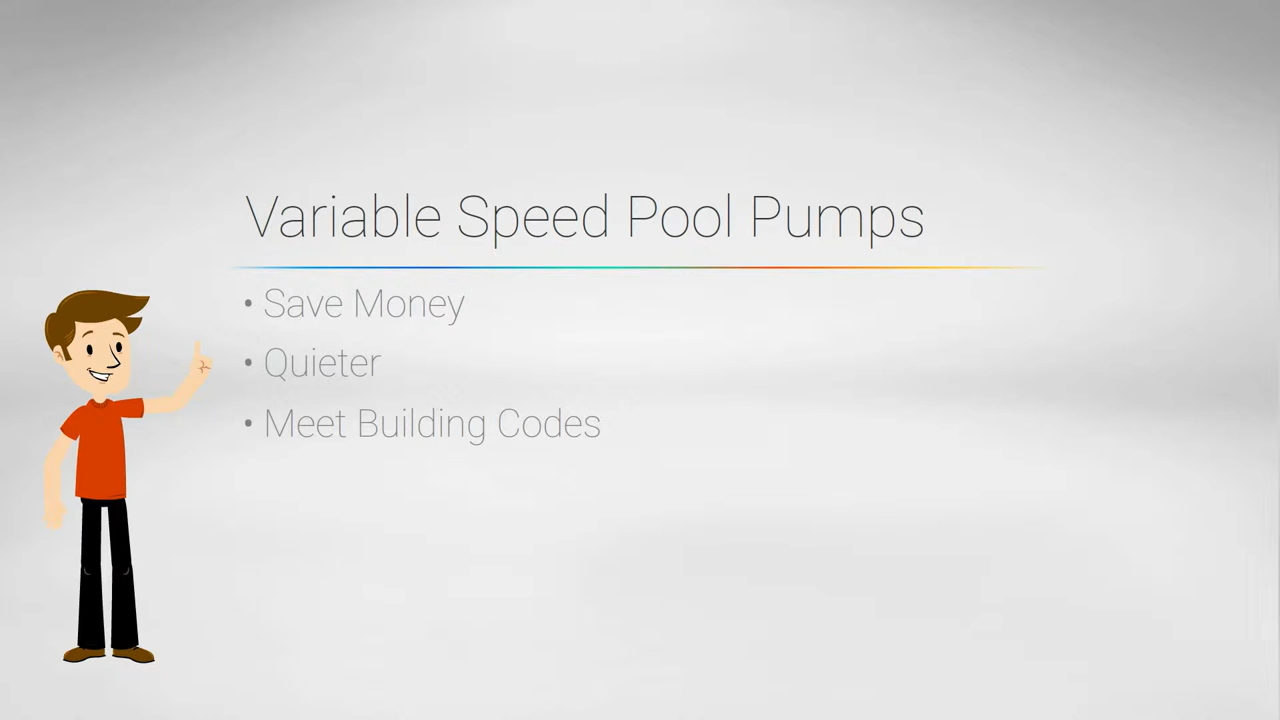 Variable Speed Pool Pumps
• Save Money
• Quieter
• Meet Building Codes